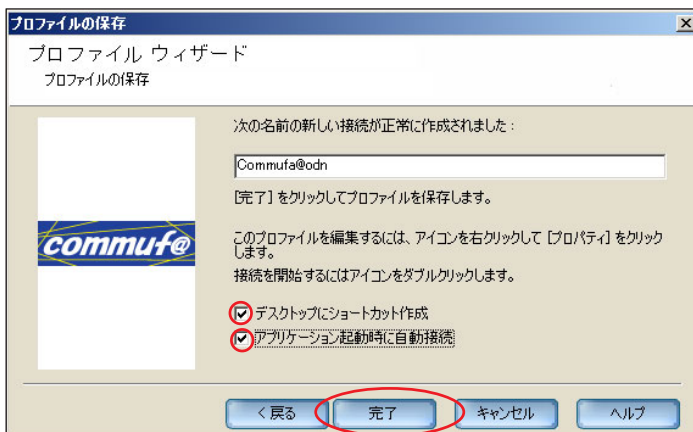 プロファイルの保存
プロファイル ウィザード
プロファイルの保存
次の名前の新しい接続が正常に作成されました：
Commufa@odn
[完了] をクリックしてプロファイルを保存します。
commuf@
このプロファイルを編集するには、アイコンを右クリックして [プロパティ] をクリック
します。
接続を開始するにはアイコンをダブルクリックします。
デスクトップにショートカット作成
アプリケーション起動時に自動接続
< 戻る 完了 キャンセル ヘルプ